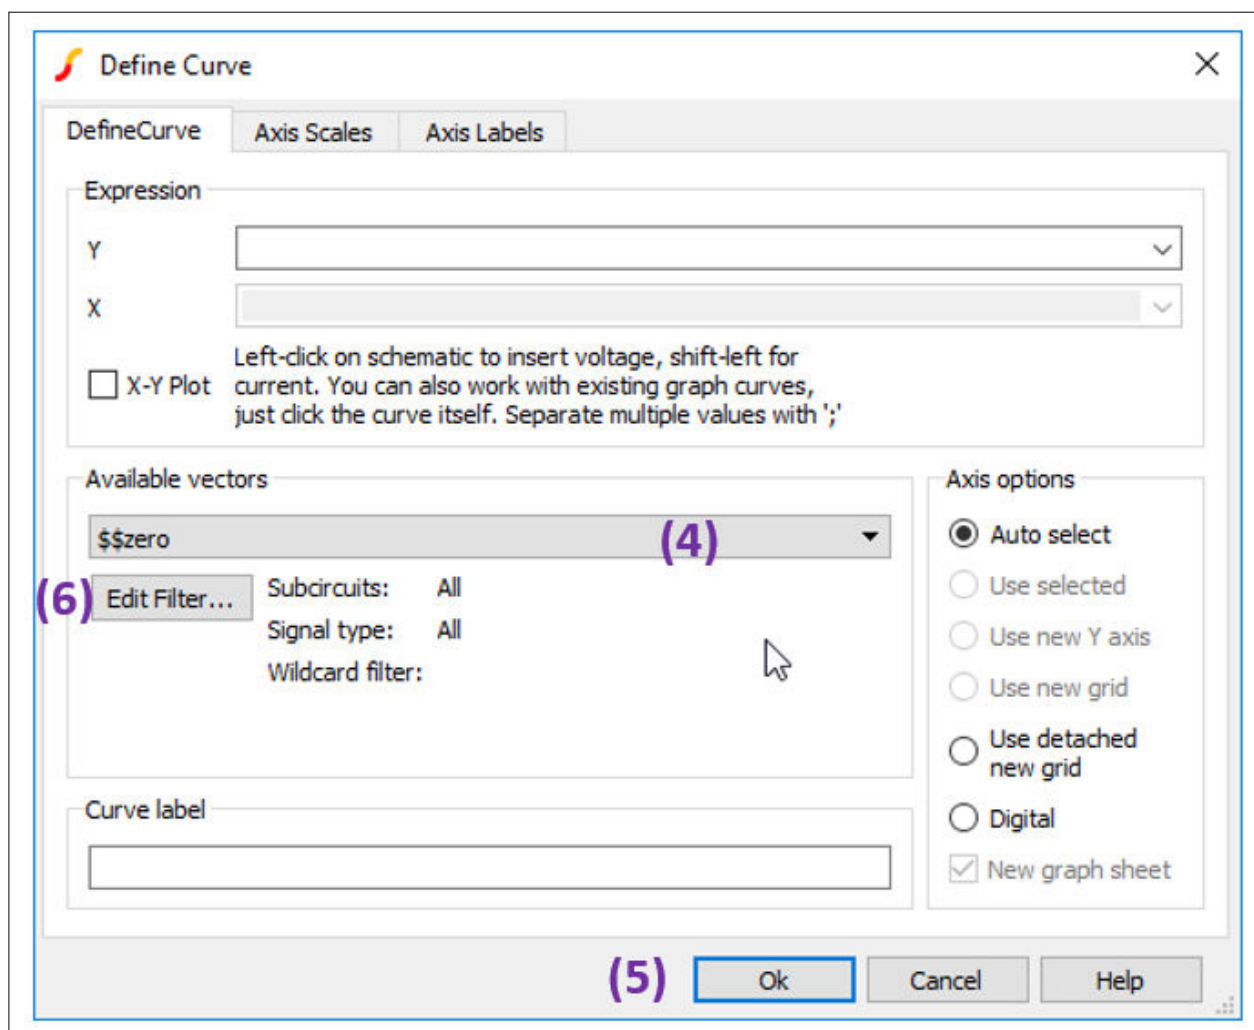 Define Curve
DefineCurve
Axis Scales
Axis Labels
Expression
Y
X
X-Y Plot
Left-click on schematic to insert voltage, shift-left for
current. You can also work with existing graph curves,
just click the curve itself. Separate multiple values with ';'
Available vectors
$$zero
(4)
(6)
Edit Filter...
Subcircuits: All
Signal type: All
Wildcard filter:
Axis options
Auto select
Use selected
Use new Y axis
Use new grid
Use detached
new grid
Digital
New graph sheet
Curve label
(5)
Ok
Cancel
Help